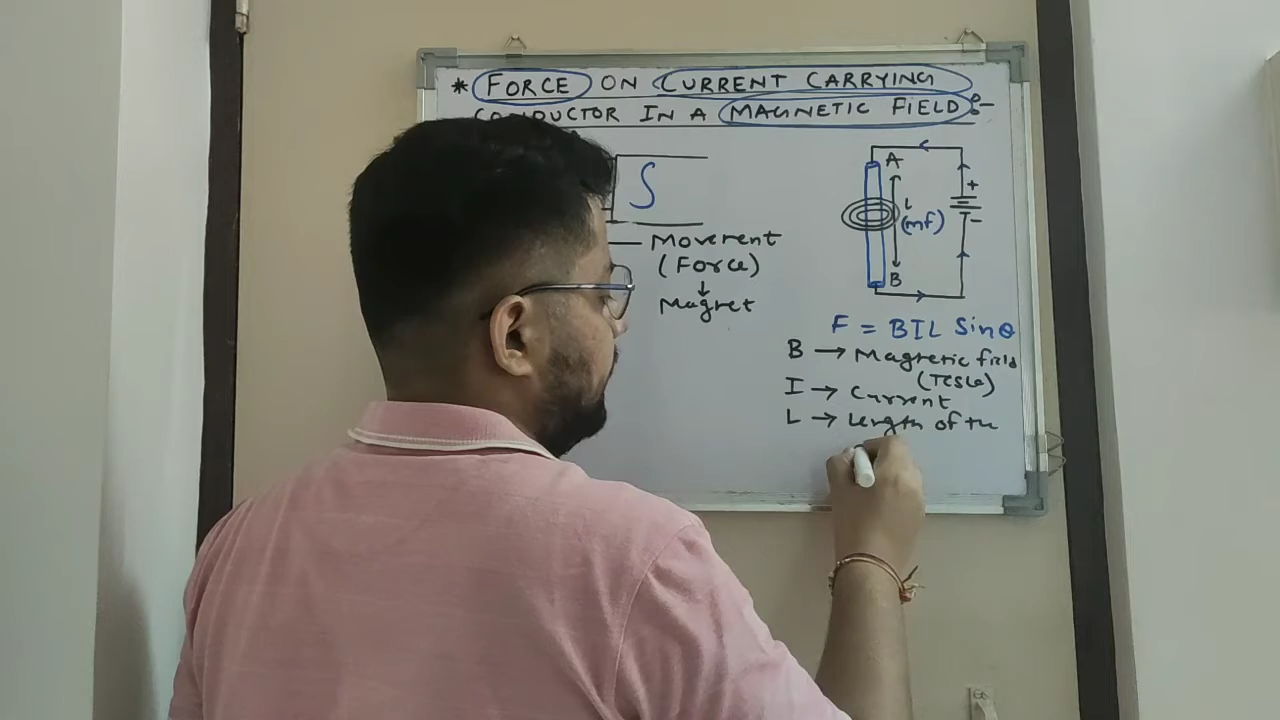 * FORCE ON CURRENT CARRYING
CONDUCTOR IN A MAGNETIC FIELD :-
S
Movement
(Force)
↓
Magnet
A
+
L
(mf)
-
B
F = BIL Sinθ
B → Magnetic field
(Tesla)
I → Current
L → Length of the